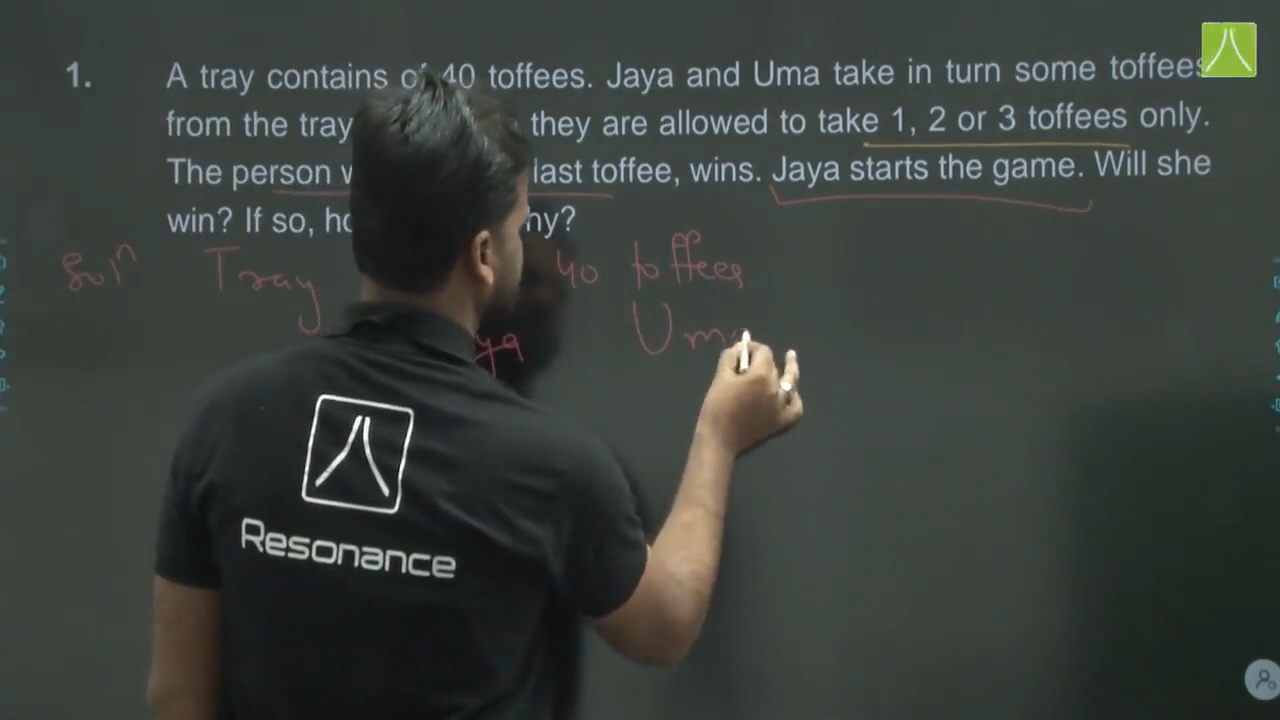 1. A tray contains of 40 toffees. Jaya and Uma take in turn some toffees
from the tray they are allowed to take 1, 2 or 3 toffees only.
The person last toffee, wins. Jaya starts the game. Will she
win? If so,
Soln Tray 40 toffees
Uma
Resonance